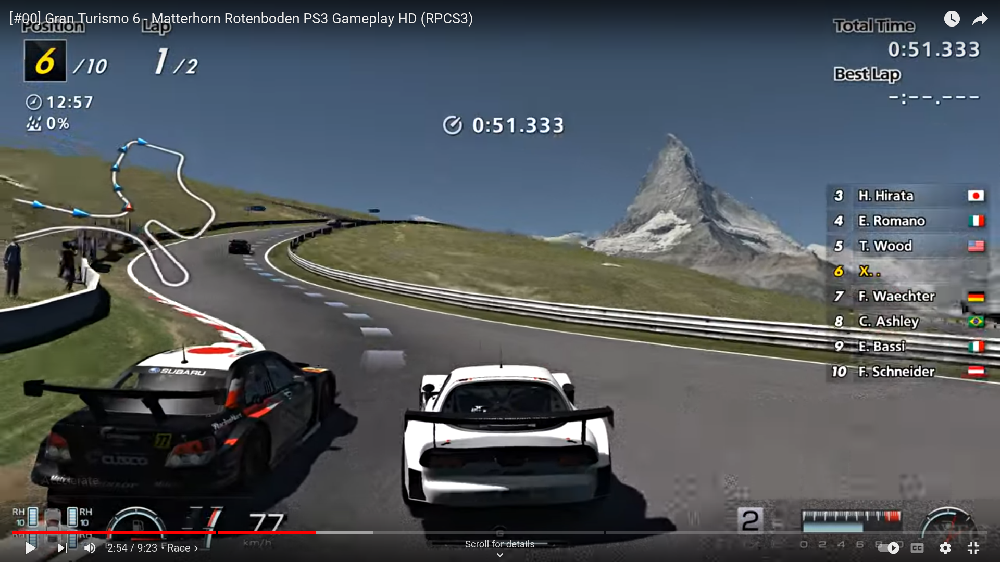 [#00] Gran Turismo 6 - Matterhorn Rotenboden PS3 Gameplay HD (RPCS3)
Position Lap
6 /10 1 /2
12:57
0%
Total Time
0:51.333
Best Lap
-:--.---
0:51.333
3 H. Hirata
4 E. Romano
5 T. Wood
6 X. .
7 F. Waechter
8 C. Ashley
9 E. Bassi
10 F. Schneider
SUBARU
77
CUSCO
Accelerate
RH RH
10 10
77
km/h
2
0 2 4 6 8
2:54 / 9:23 • Race
Scroll for details
CC